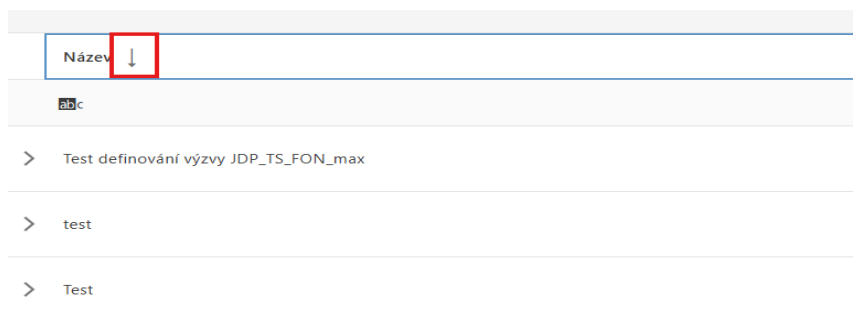 Název ↓
abc
Test definování výzvy JDP_TS_FON_max
test
Test